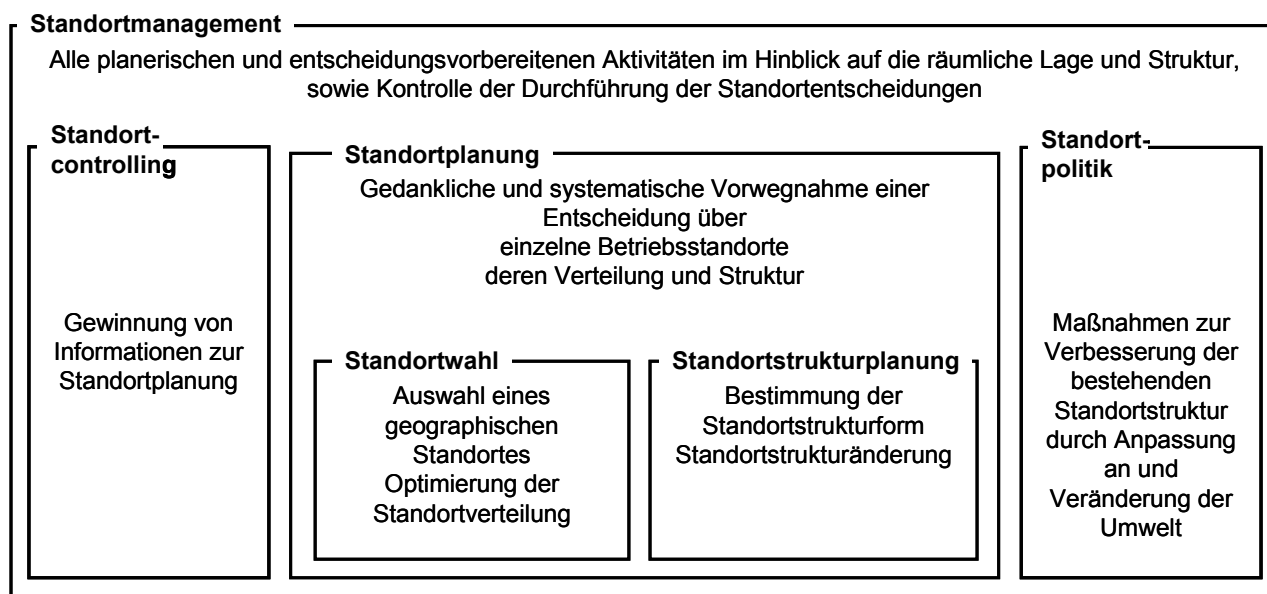 Standortmanagement
Alle planerischen und entscheidungsvorbereitenen Aktivitäten im Hinblick auf die räumliche Lage und Struktur,
sowie Kontrolle der Durchführung der Standortentscheidungen
Standort-
controlling
Gewinnung von
Informationen zur
Standortplanung
Standortplanung
Gedankliche und systematische Vorwegnahme einer
Entscheidung über
einzelne Betriebsstandorte
deren Verteilung und Struktur
Standortwahl
Auswahl eines
geographischen
Standortes
Optimierung der
Standortverteilung
Standortstrukturplanung
Bestimmung der
Standortstrukturform
Standortstrukturänderung
Standort-
politik
Maßnahmen zur
Verbesserung der
bestehenden
Standortstruktur
durch Anpassung
an und
Veränderung der
Umwelt